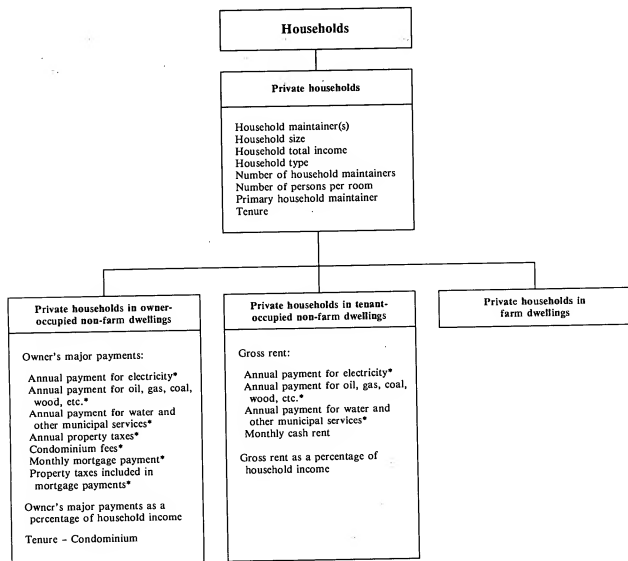 Households
Private households
Household maintainer(s)
Household size
Household total income
Household type
Number of household maintainers
Number of persons per room
Primary household maintainer
Tenure
Private households in owner-
occupied non-farm dwellings
Owner's major payments:
Annual payment for electricity*
Annual payment for oil, gas, coal,
wood, etc.*
Annual payment for water and
other municipal services*
Annual property taxes*
Condominium fees*
Monthly mortgage payment*
Property taxes included in
mortgage payments*
Owner's major payments as a
percentage of household income
Tenure – Condominium
Private households in tenant-
occupied non-farm dwellings
Gross rent:
Annual payment for electricity*
Annual payment for oil, gas, coal,
wood, etc.*
Annual payment for water and
other municipal services*
Monthly cash rent
Gross rent as a percentage of
household income
Private households in
farm dwellings